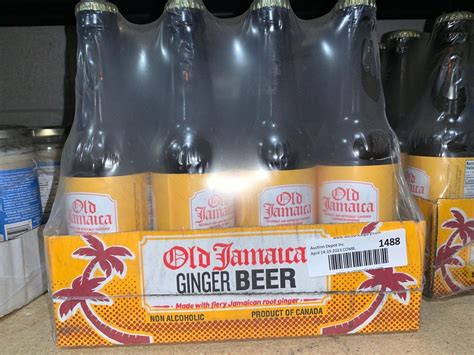 Old Jamaica
Old Jamaica
Old Jamaica
Old Jamaica
Old Jamaica
GINGER BEER
Made with fiery Jamaican root ginger
NON ALCOHOLIC
PRODUCT OF CANADA
Auction Depot Inc
1488